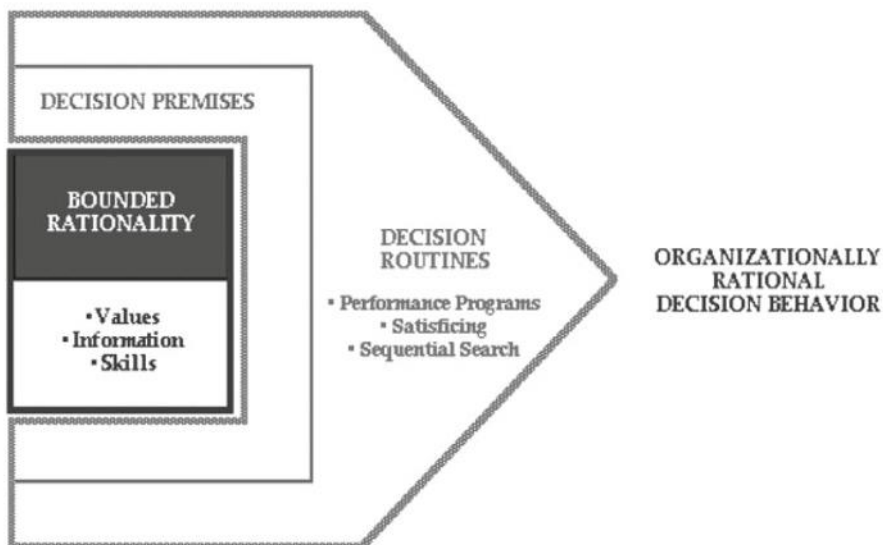 DECISION PREMISES
BOUNDED
RATIONALITY
• Values
• Information
• Skills
DECISION
ROUTINES
• Performance Programs
• Satisficing
• Sequential Search
ORGANIZATIONALLY
RATIONAL
DECISION BEHAVIOR